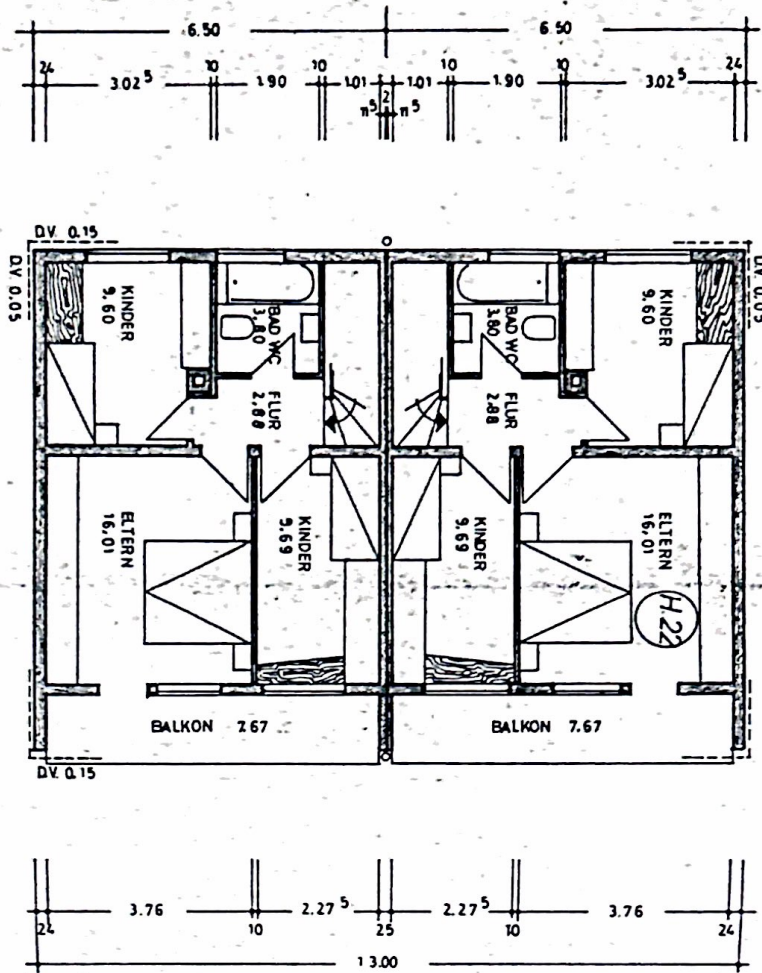 6.50 6.50
24 3.02⁵ 10 1.90 10 1.01 2 1.01 10 1.90 10 3.02⁵ 24
11⁵ 11⁵
D.V. 0.15
D.V. 0.05
D.V. 0.05
KINDER
9.60
BAD WC
3,80
BAD WC
3,80
KINDER
9.60
FLUR
2,88
FLUR
2,88
ELTERN
16,01
KINDER
9,69
KINDER
9,69
ELTERN
16,01
H.22
BALKON 7.67 BALKON 7.67
D.V. 0.15
3.76 2.27⁵ 2.27⁵ 3.76
24 10 25 10 24
13.00